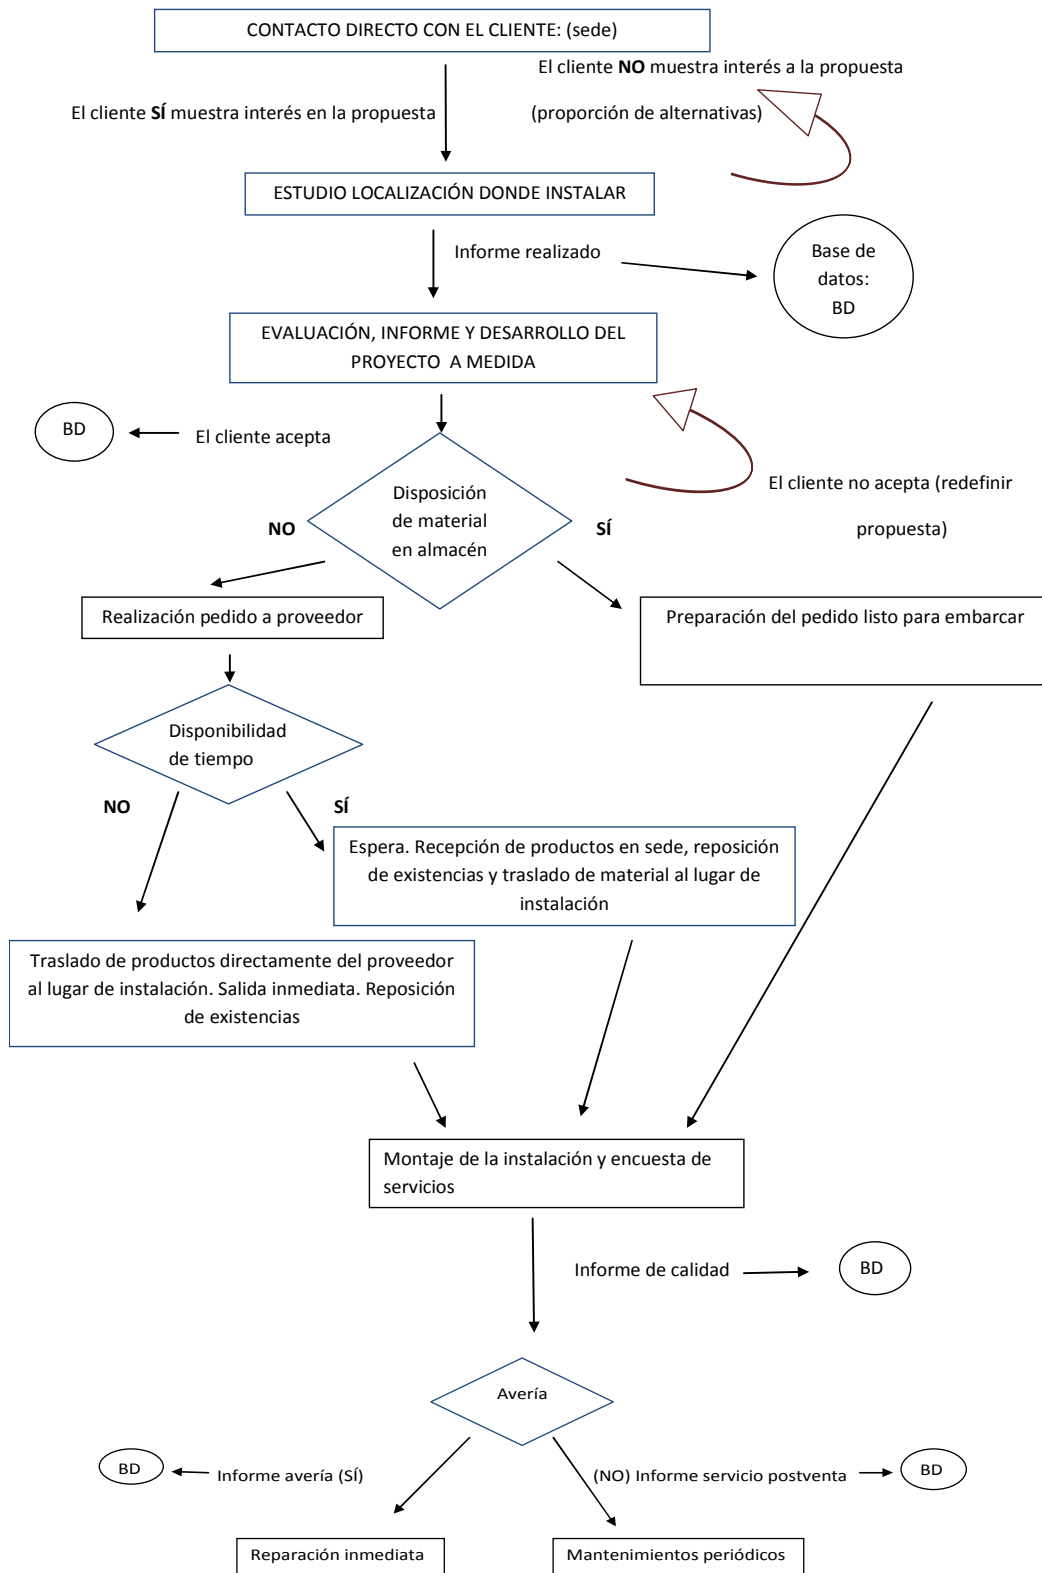 CONTACTO DIRECTO CON EL CLIENTE: (sede)
El cliente NO muestra interés a la propuesta
El cliente SÍ muestra interés en la propuesta
(proporción de alternativas)
ESTUDIO LOCALIZACIÓN DONDE INSTALAR
Informe realizado
Base de
datos:
BD
EVALUACIÓN, INFORME Y DESARROLLO DEL
PROYECTO A MEDIDA
BD
El cliente acepta
El cliente no acepta (redefinir
propuesta)
Disposición
de material
en almacén
NO
SÍ
Realización pedido a proveedor
Preparación del pedido listo para embarcar
Disponibilidad
de tiempo
NO
SÍ
Espera. Recepción de productos en sede, reposición
de existencias y traslado de material al lugar de
instalación
Traslado de productos directamente del proveedor
al lugar de instalación. Salida inmediata. Reposición
de existencias
Montaje de la instalación y encuesta de
servicios
Informe de calidad
BD
Avería
BD
Informe avería (SÍ)
(NO) Informe servicio postventa
BD
Reparación inmediata
Mantenimientos periódicos